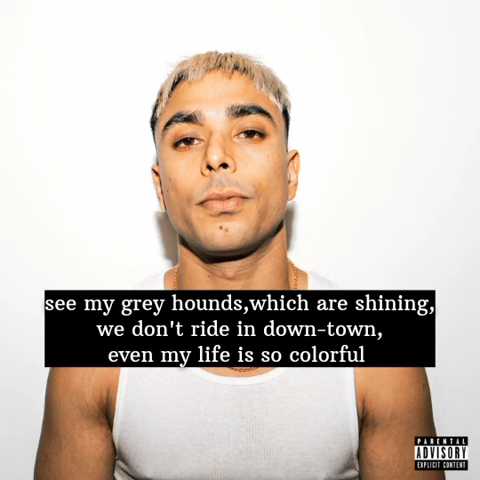 see my grey hounds,which are shining,
we don't ride in down-town,
even my life is so colorful
PARENTAL
ADVISORY
EXPLICIT CONTENT